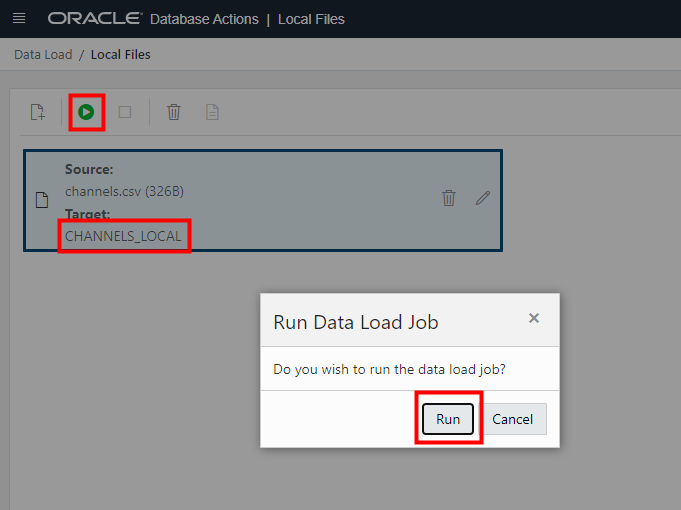 ORACLE Database Actions | Local Files
Data Load / Local Files
Source:
channels.csv (326B)
Target:
CHANNELS_LOCAL
Run Data Load Job ×
Do you wish to run the data load job?
Run Cancel